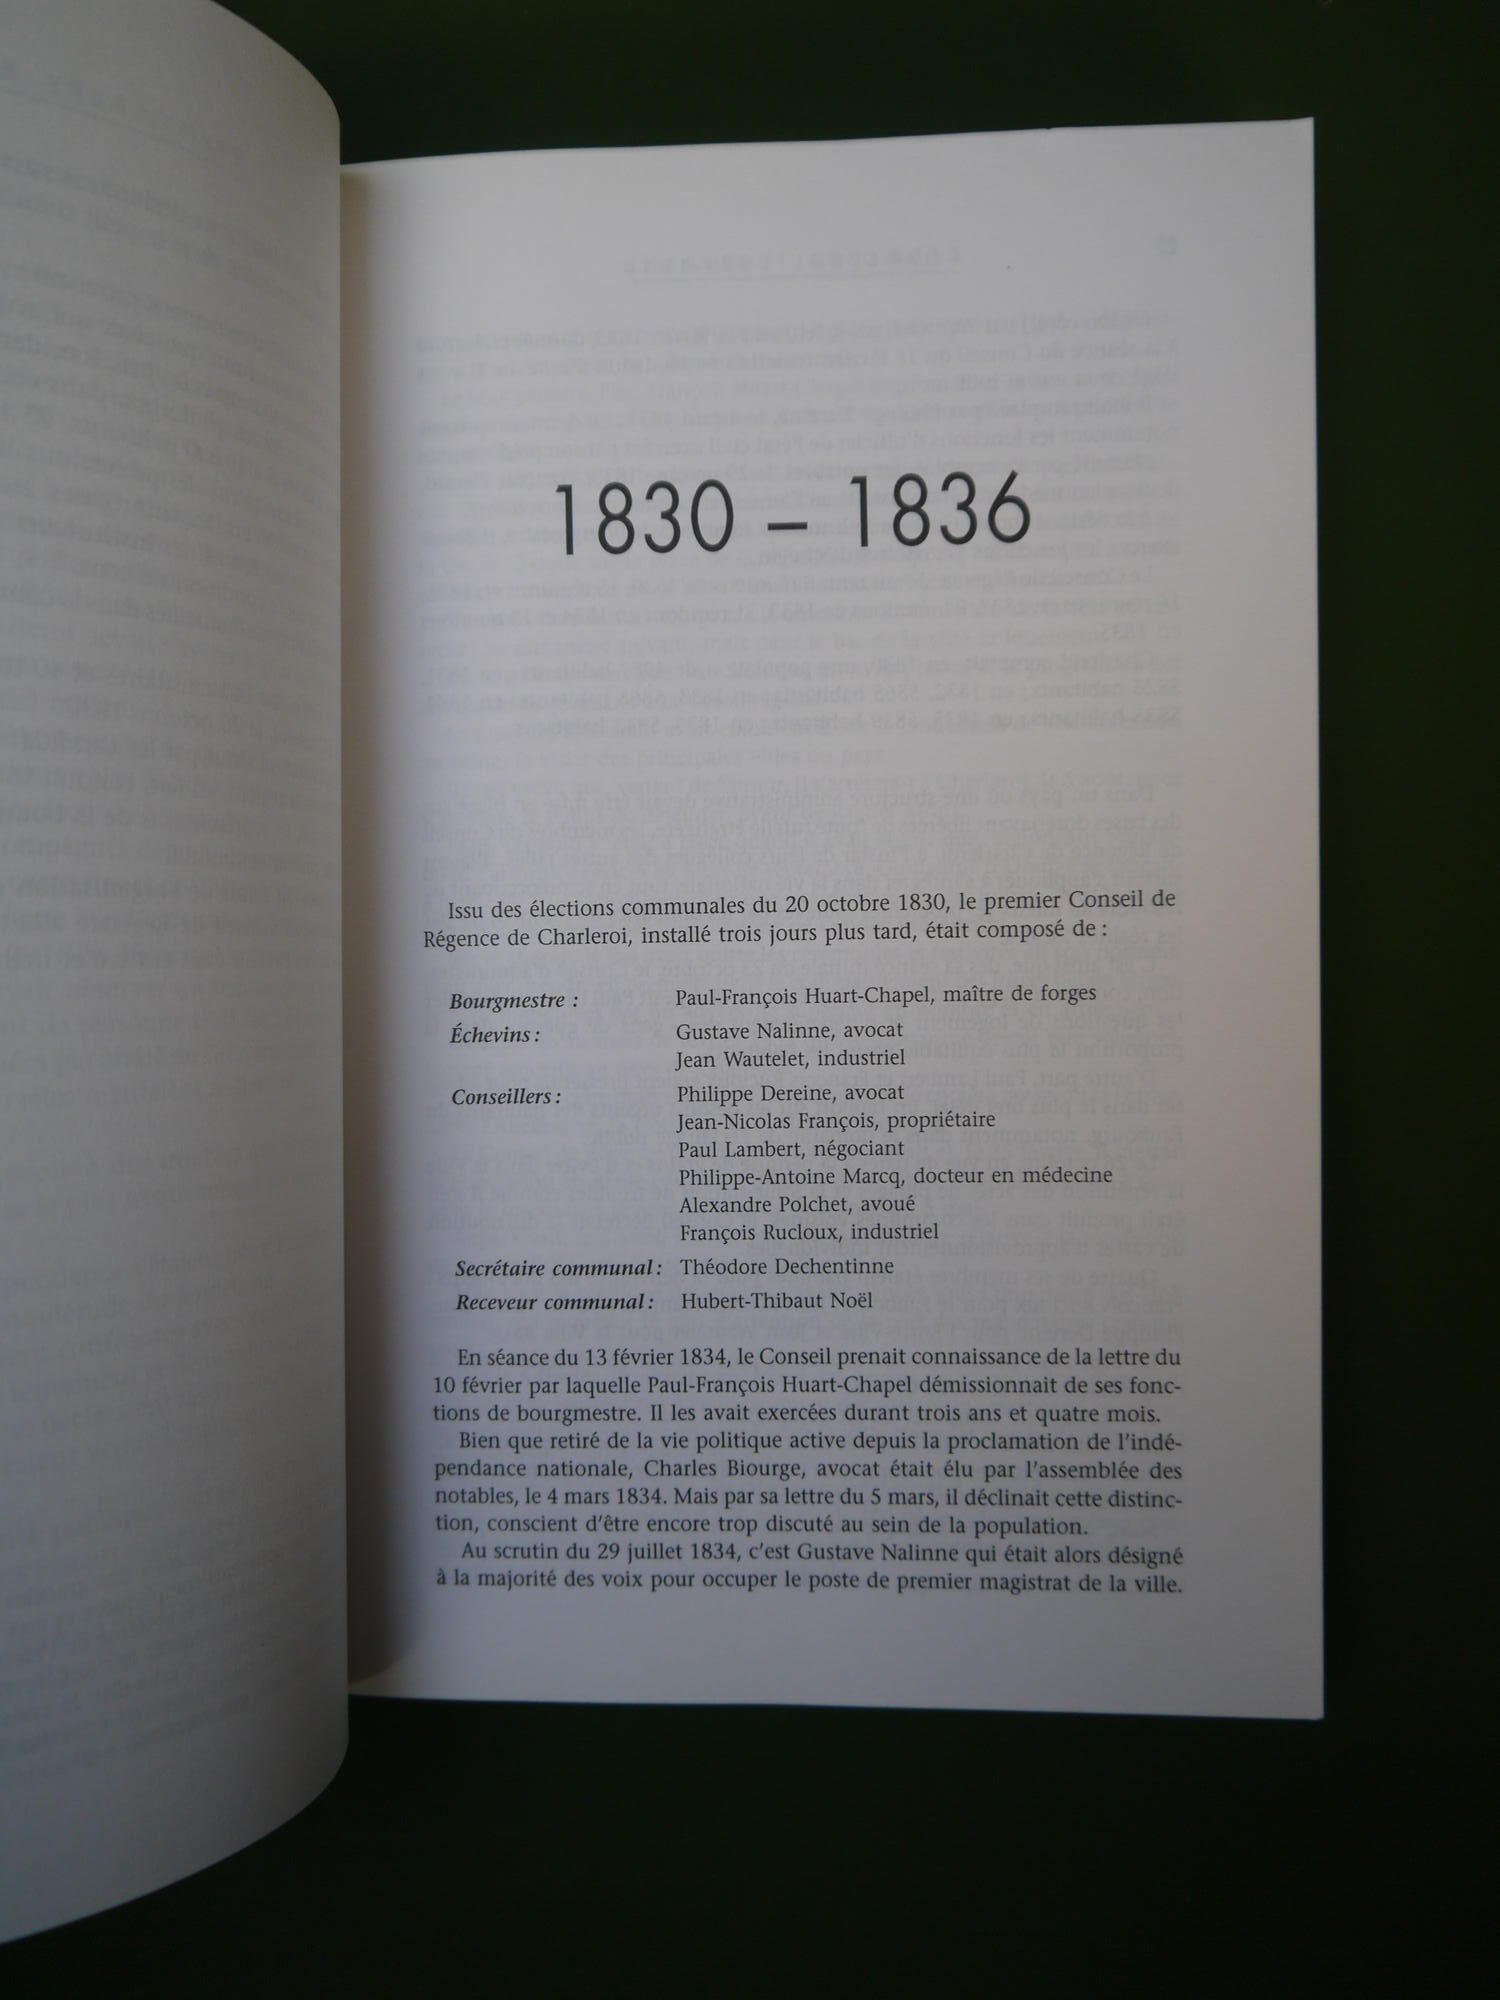 1830 – 1836
Issu des élections communales du 20 octobre 1830, le premier Conseil de
Régence de Charleroi, installé trois jours plus tard, était composé de :
Bourgmestre : Paul-François Huart-Chapel, maître de forges
Échevins : Gustave Nalinne, avocat
Jean Wautelet, industriel
Conseillers : Philippe Dereine, avocat
Jean-Nicolas François, propriétaire
Paul Lambert, négociant
Philippe-Antoine Marcq, docteur en médecine
Alexandre Polchet, avoué
François Rucloux, industriel
Secrétaire communal : Théodore Dechentinne
Receveur communal : Hubert-Thibaut Noël
En séance du 13 février 1834, le Conseil prenait connaissance de la lettre du
10 février par laquelle Paul-François Huart-Chapel démissionnait de ses fonc-
tions de bourgmestre. Il les avait exercées durant trois ans et quatre mois.
Bien que retiré de la vie politique active depuis la proclamation de l'indé-
pendance nationale, Charles Biourge, avocat était élu par l'assemblée des
notables, le 4 mars 1834. Mais par sa lettre du 5 mars, il déclinait cette distinc-
tion, conscient d'être encore trop discuté au sein de la population.
Au scrutin du 29 juillet 1834, c'est Gustave Nalinne qui était alors désigné
à la majorité des voix pour occuper le poste de premier magistrat de la ville.